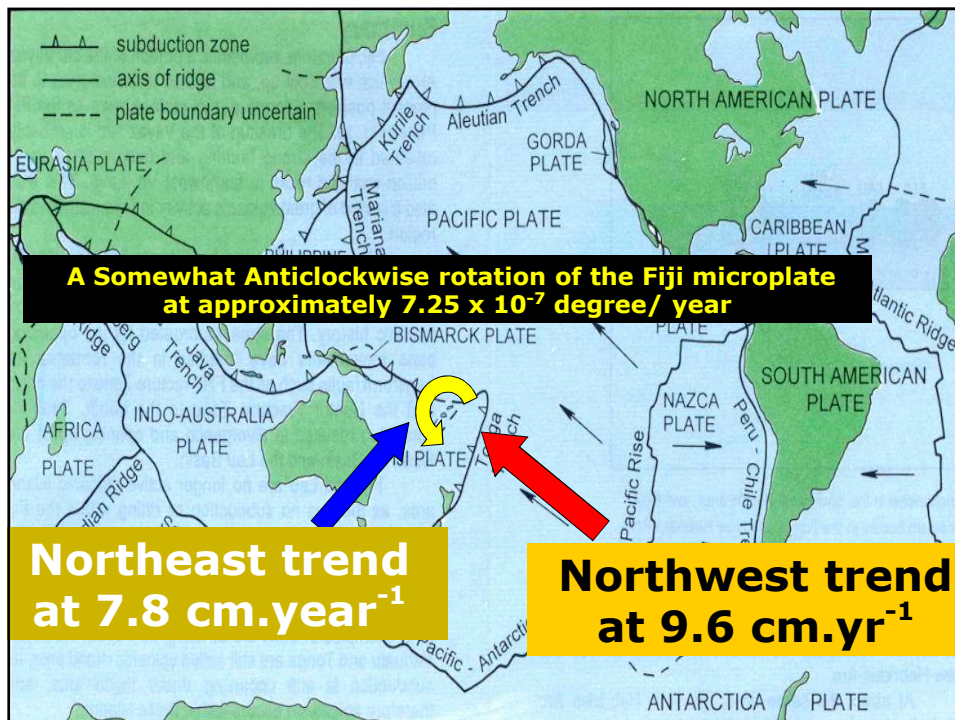 subduction zone
axis of ridge
plate boundary uncertain
EURASIA PLATE
Kurile
Trench
Aleutian Trench
NORTH AMERICAN PLATE
GORDA
PLATE
Mariana
Trench
PACIFIC PLATE
CARIBBEAN
PLATE
A Somewhat Anticlockwise rotation of the Fiji microplate
at approximately 7.25 x 10⁻⁷ degree/ year
PLATE
Ridge
Java
Trench
BISMARCK PLATE
AFRICA
PLATE
INDO-AUSTRALIA
PLATE
NAZCA
PLATE
SOUTH AMERICAN
PLATE
PLATE
Pacific Rise
Peru - Chile
Ridge
Northeast trend
at 7.8 cm.year⁻¹
Northwest trend
at 9.6 cm.yr⁻¹
Pacific -
ANTARCTICA PLATE